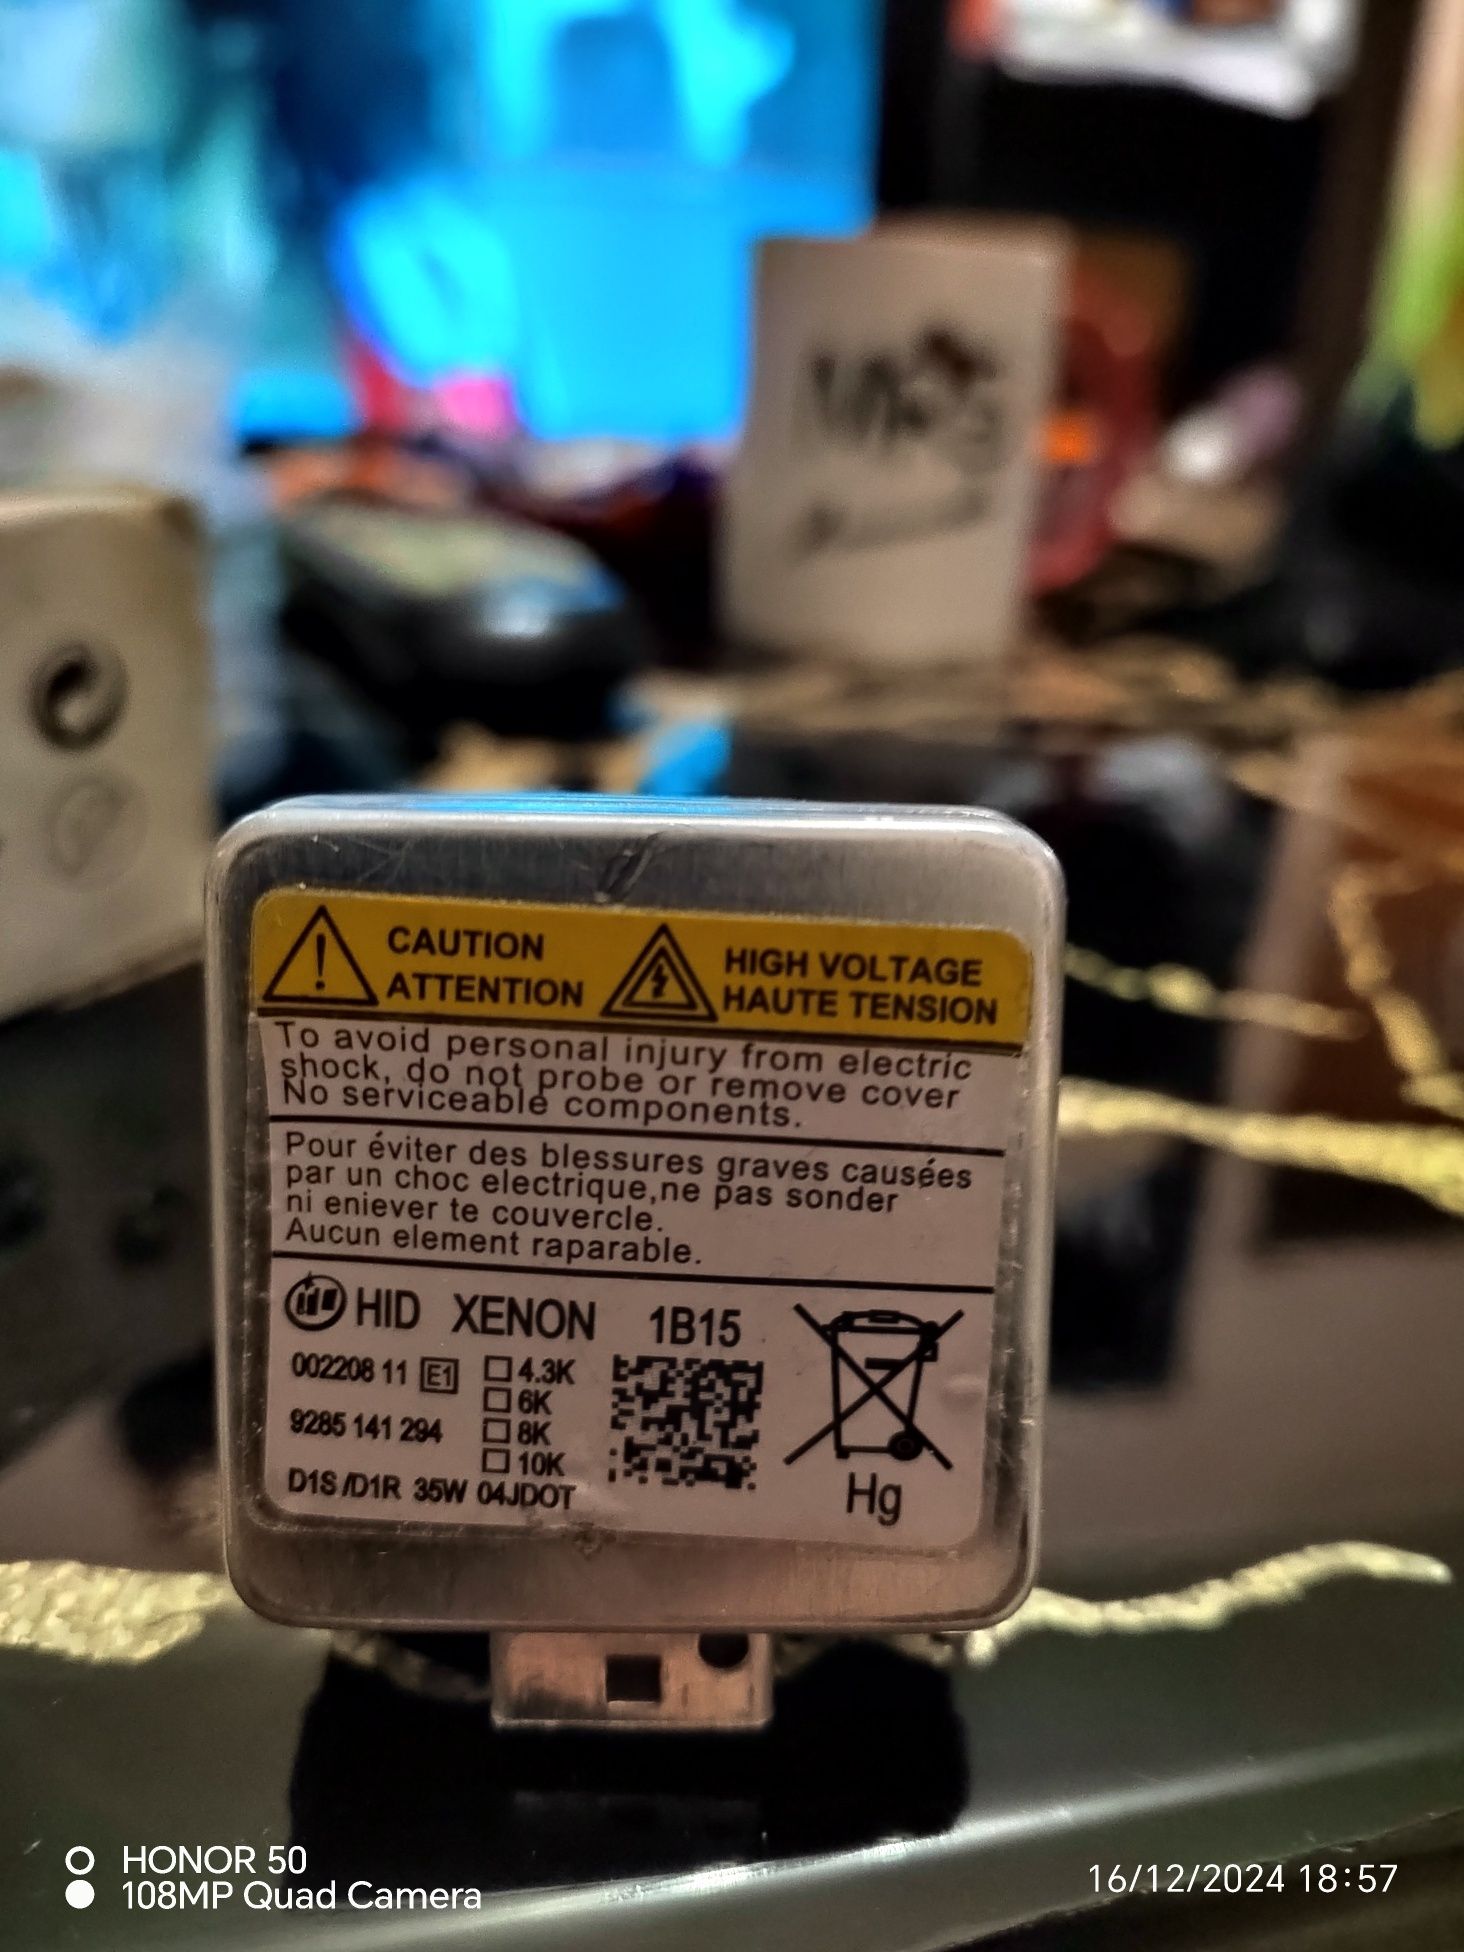 CAUTION
ATTENTION
HIGH VOLTAGE
HAUTE TENSION
To avoid personal injury from electric
shock, do not probe or remove cover
No serviceable components.
Pour éviter des blessures graves causées
par un choc electrique,ne pas sonder
ni eniever te couvercle.
Aucun element raparable.
HID XENON 1B15
002208 11 E1
4.3K
6K
9285 141 294
8K
10K
D1S /D1R 35W 04JDOT
Hg
HONOR 50
108MP Quad Camera
16/12/2024 18:57